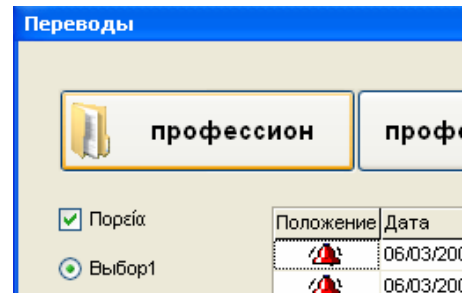 Переводы
профессион профе
Πορεία
Положение Дата
06/03/200
Выбор1
06/03/200